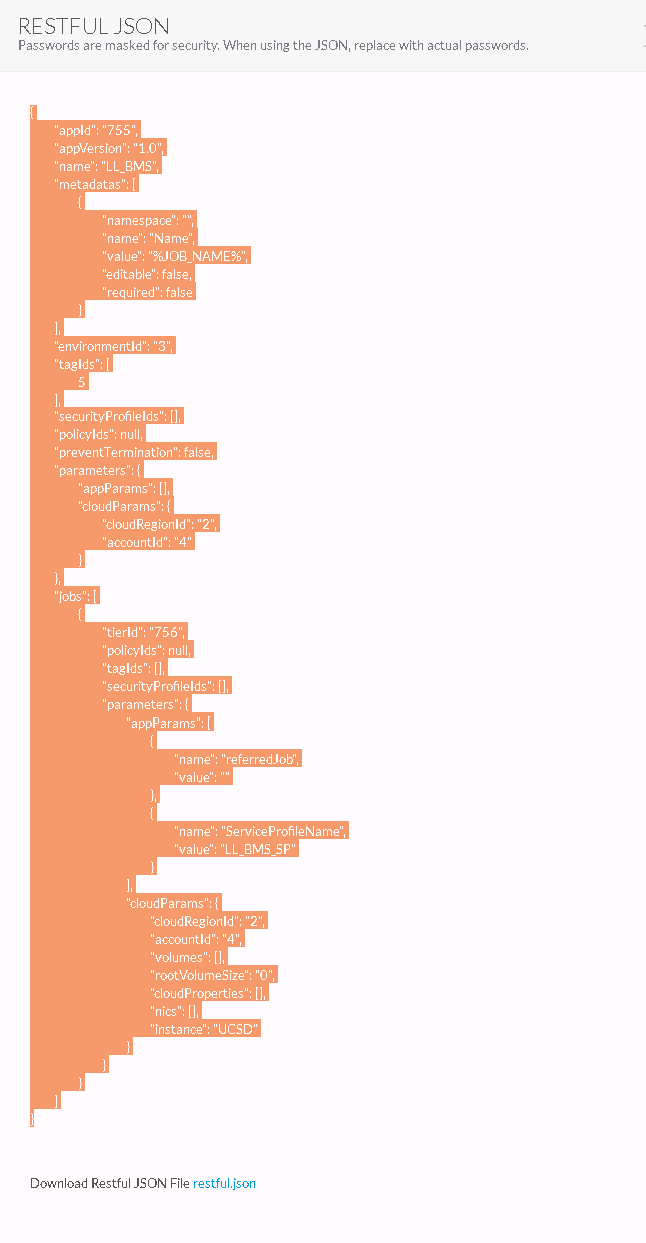 RESTFUL JSON
Passwords are masked for security. When using the JSON, replace with actual passwords.
{
"appId": "755",
"appVersion": "1.0",
"name": "LL_BMS",
"metadatas": [
{
"namespace": "",
"name": "Name",
"value": "%JOB_NAME%",
"editable": false,
"required": false
}
],
"environmentId": "3",
"tagIds": [
5
],
"securityProfileIds": [],
"policyIds": null,
"preventTermination": false,
"parameters": {
"appParams": [],
"cloudParams": {
"cloudRegionId": "2",
"accountId": "4"
}
},
"jobs": [
{
"tierId": "756",
"policyIds": null,
"tagIds": [],
"securityProfileIds": [],
"parameters": {
"appParams": [
{
"name": "referredJob",
"value": ""
},
{
"name": "ServiceProfileName",
"value": "LL_BMS_SP"
}
],
"cloudParams": {
"cloudRegionId": "2",
"accountId": "4",
"volumes": [],
"rootVolumeSize": "0",
"cloudProperties": [],
"nics": [],
"instance": "UCSD"
}
}
}
]
}
Download Restful JSON File restful.json